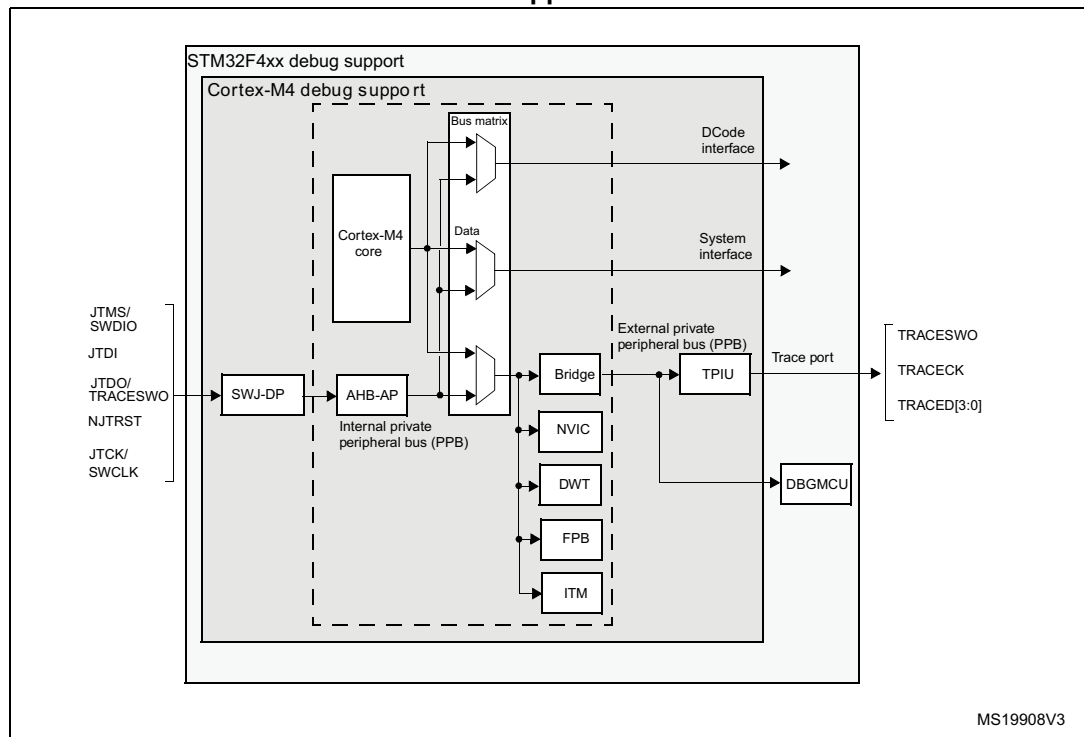 STM32F4xx debug support
Cortex-M4 debug support
Bus matrix
DCode
interface
Cortex-M4
core
Data
System
interface
JTMS/
SWDIO
JTDI
JTDO/
TRACESWO
NJTRST
JTCK/
SWCLK
SWJ-DP
AHB-AP
Internal private
peripheral bus (PPB)
External private
peripheral bus (PPB)
Bridge
NVIC
DWT
FPB
ITM
TPIU
Trace port
DBGMCU
TRACESWO
TRACECK
TRACED[3:0]
MS19908V3